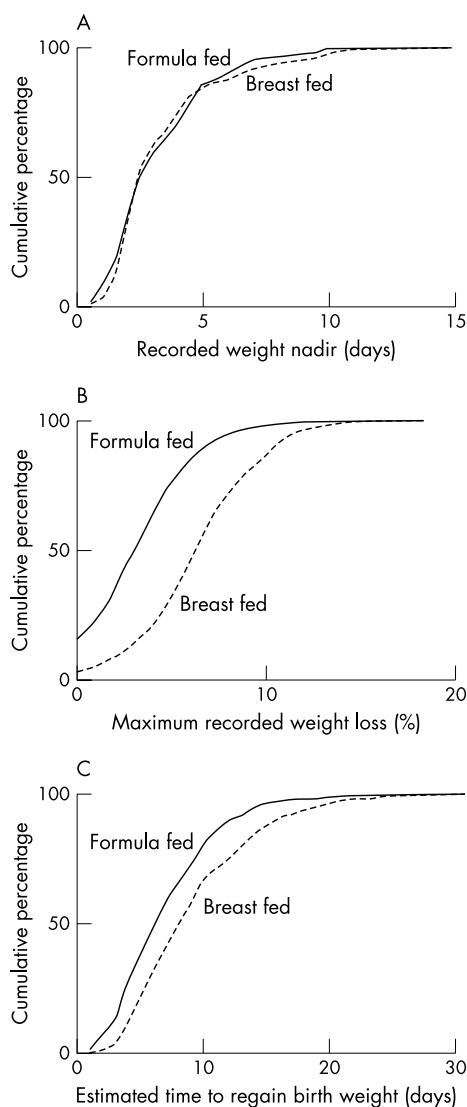 A
100
Formula fed
Breast fed
50
Cumulative percentage
0
0
5
10
15
Recorded weight nadir (days)
B
100
Formula fed
50
Cumulative percentage
Breast fed
0
0
10
20
Maximum recorded weight loss (%)
C
100
Formula fed
Breast fed
50
Cumulative percentage
0
0
10
20
30
Estimated time to regain birth weight (days)